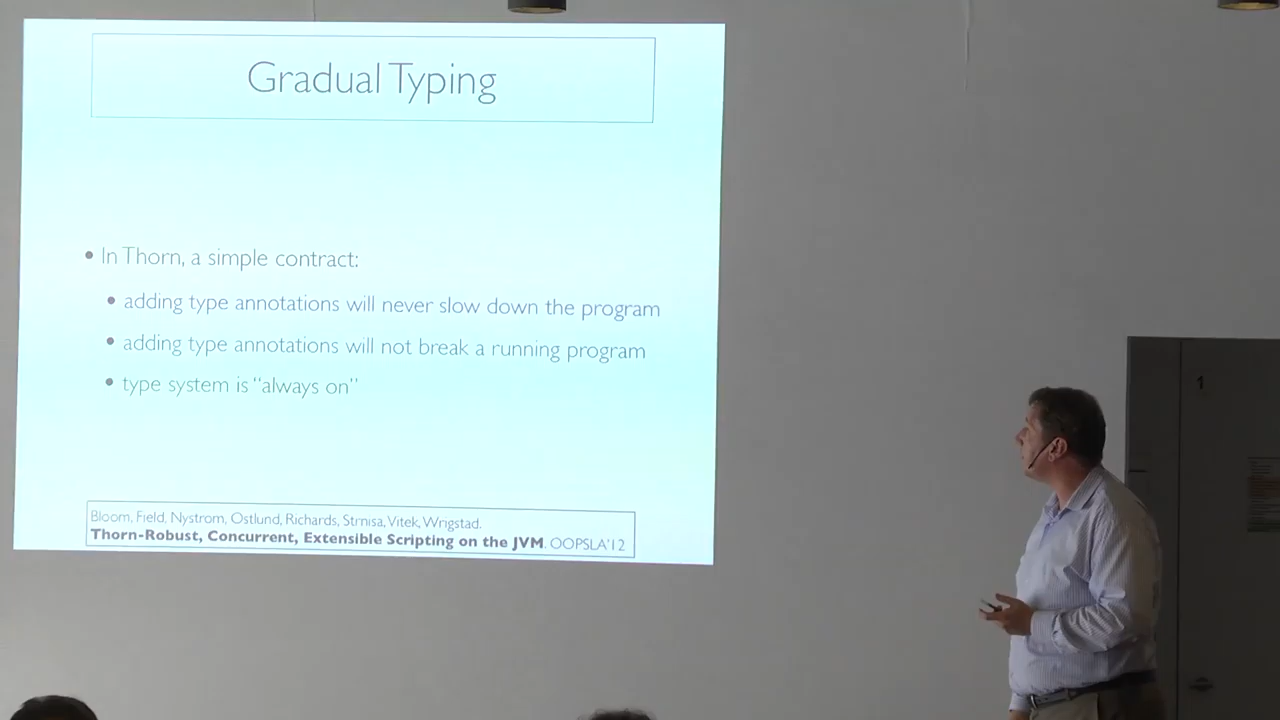 Gradual Typing
• In Thorn, a simple contract:
• adding type annotations will never slow down the program
• adding type annotations will not break a running program
• type system is "always on"
Bloom, Field, Nystrom, Ostlund, Richards, Strnisa, Vitek, Wrigstad.
Thorn-Robust, Concurrent, Extensible Scripting on the JVM. OOPSLA'12
1